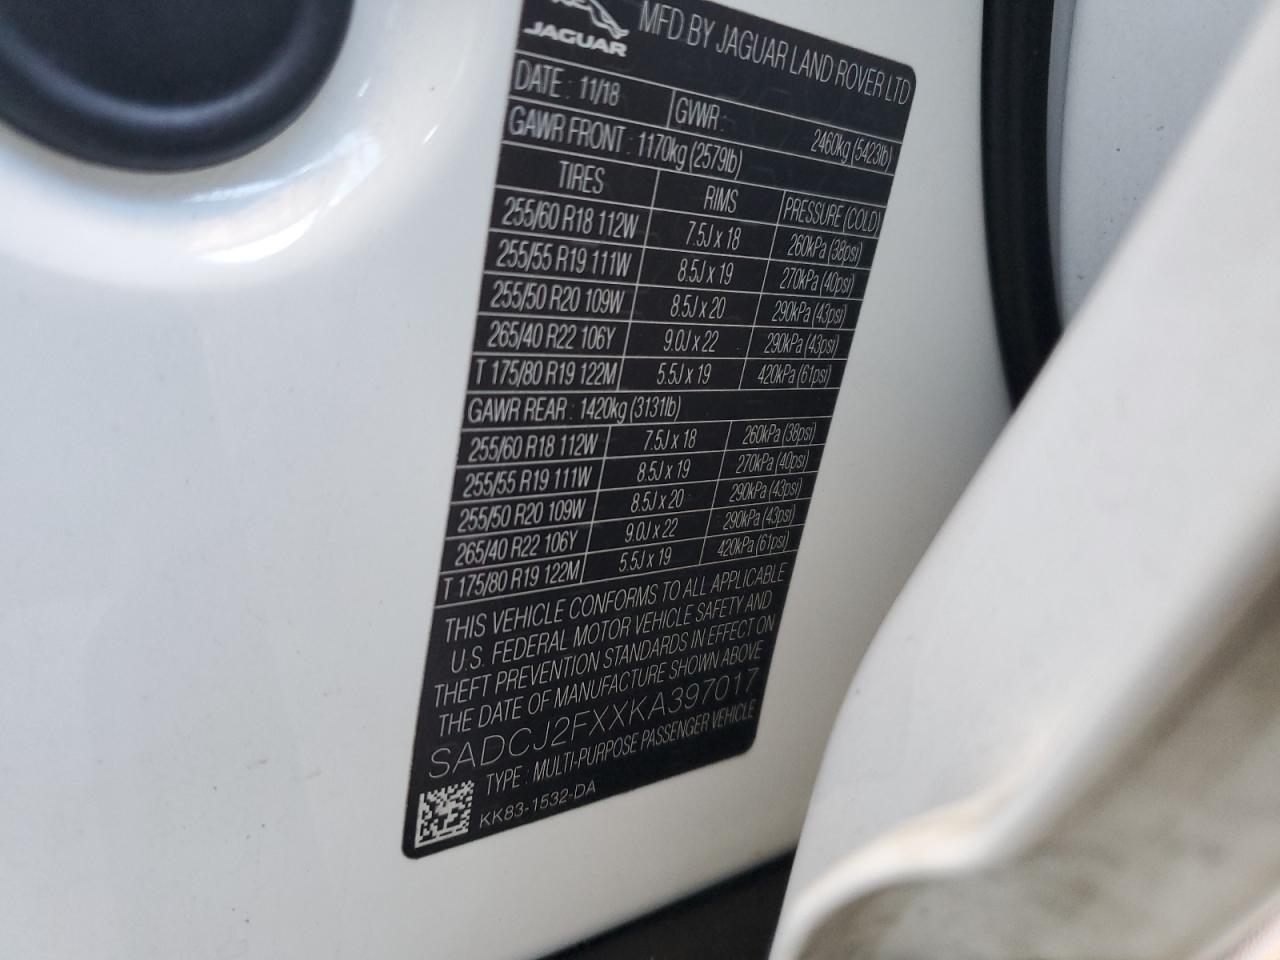 JAGUAR MFD BY JAGUAR LAND ROVER LTD
DATE : 11/18 GVWR : 2460kg (5423lb)
GAWR FRONT : 1170kg (2579lb)
TIRES RIMS PRESSURE (COLD)
255/60 R18 112W 7.5J x 18 260kPa (38psi)
255/55 R19 111W 8.5J x 19 270kPa (40psi)
255/50 R20 109W 8.5J x 20 290kPa (43psi)
265/40 R22 106Y 9.0J x 22 290kPa (43psi)
T 175/80 R19 122M 5.5J x 19 420kPa (61psi)
GAWR REAR : 1420kg (3131lb)
255/60 R18 112W 7.5J x 18 260kPa (38psi)
255/55 R19 111W 8.5J x 19 270kPa (40psi)
255/50 R20 109W 8.5J x 20 290kPa (43psi)
265/40 R22 106Y 9.0J x 22 290kPa (43psi)
T 175/80 R19 122M 5.5J x 19 420kPa (61psi)
THIS VEHICLE CONFORMS TO ALL APPLICABLE
U.S. FEDERAL MOTOR VEHICLE SAFETY AND
THEFT PREVENTION STANDARDS IN EFFECT ON
THE DATE OF MANUFACTURE SHOWN ABOVE
SADCJ2FXXKA397017
TYPE : MULTI-PURPOSE PASSENGER VEHICLE
KK83-1532-DA